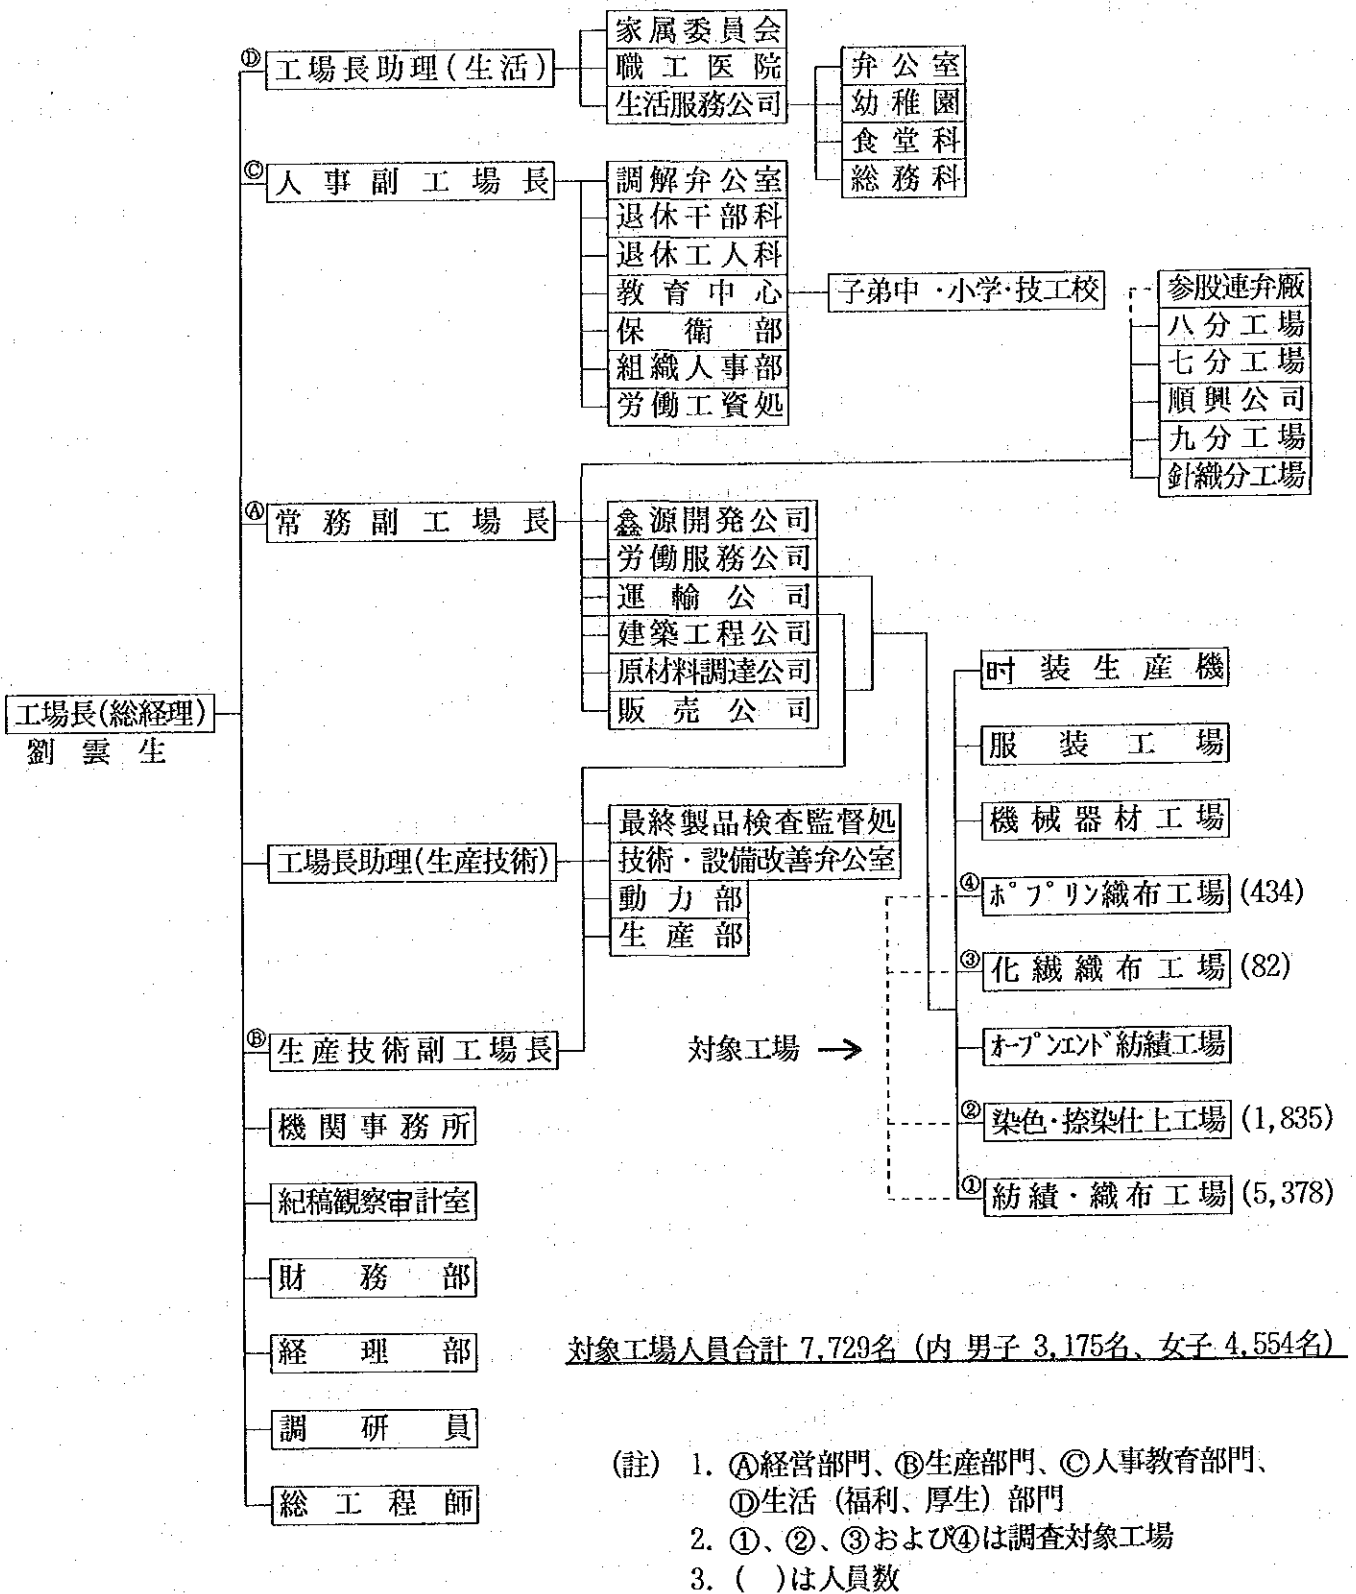 家属委員会
Ⓓ 工場長助理(生活)
職工医院
生活服務公司
弁公室
幼稚園
食堂科
総務科
Ⓒ 人事副工場長
調解弁公室
退休干部科
退休工人科
教育中心
子弟中・小学・技工校
保衛部
組織人事部
労働工資処
参股連弁廠
八分工場
七分工場
順興公司
九分工場
針織分工場
Ⓐ 常務副工場長
鑫源開発公司
労働服務公司
運輸公司
建築工程公司
原材料調達公司
販売公司
工場長(総経理)
劉雲生
时装生産機
服装工場
機械器材工場
④ ポプリン織布工場 (434)
③ 化繊織布工場 (82)
オープンエンド紡績工場
② 染色・捺染仕上工場 (1,835)
① 紡績・織布工場 (5,378)
対象工場 →
最終製品検査監督処
工場長助理(生産技術)
技術・設備改善弁公室
動力部
生産部
Ⓑ 生産技術副工場長
機関事務所
紀稿観察審計室
財務部
経理部
調研員
総工程師
対象工場人員合計 7,729名 (内 男子 3,175名、女子 4,554名)
(註) 1. Ⓐ経営部門、Ⓑ生産部門、Ⓒ人事教育部門、
Ⓓ生活 (福利、厚生) 部門
2. ①、②、③および④は調査対象工場
3. ( )は人員数